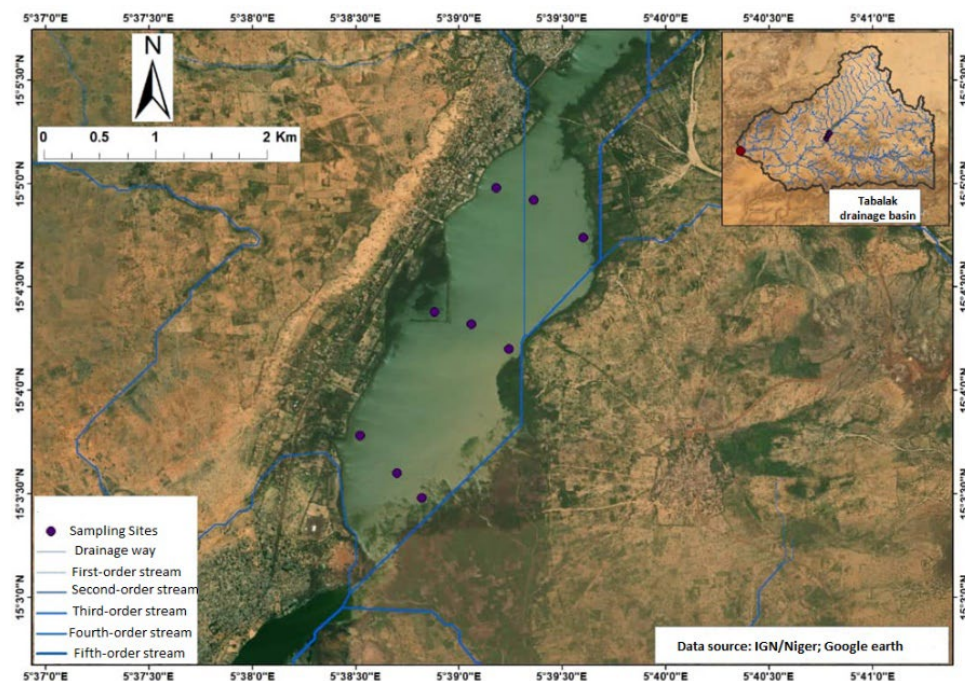 5°37'0"E 5°37'30"E 5°38'0"E 5°38'30"E 5°39'0"E 5°39'30"E 5°40'0"E 5°40'30"E 5°41'0"E
N
0 0.5 1 2 Km
Tabalak
drainage basin
15°5'30"N
15°5'0"N
15°4'30"N
15°4'0"N
15°3'30"N
15°3'0"N
Sampling Sites
Drainage way
First-order stream
Second-order stream
Third-order stream
Fourth-order stream
Fifth-order stream
Data source: IGN/Niger; Google earth
5°37'0"E 5°37'30"E 5°38'0"E 5°38'30"E 5°39'0"E 5°39'30"E 5°40'0"E 5°40'30"E 5°41'0"E